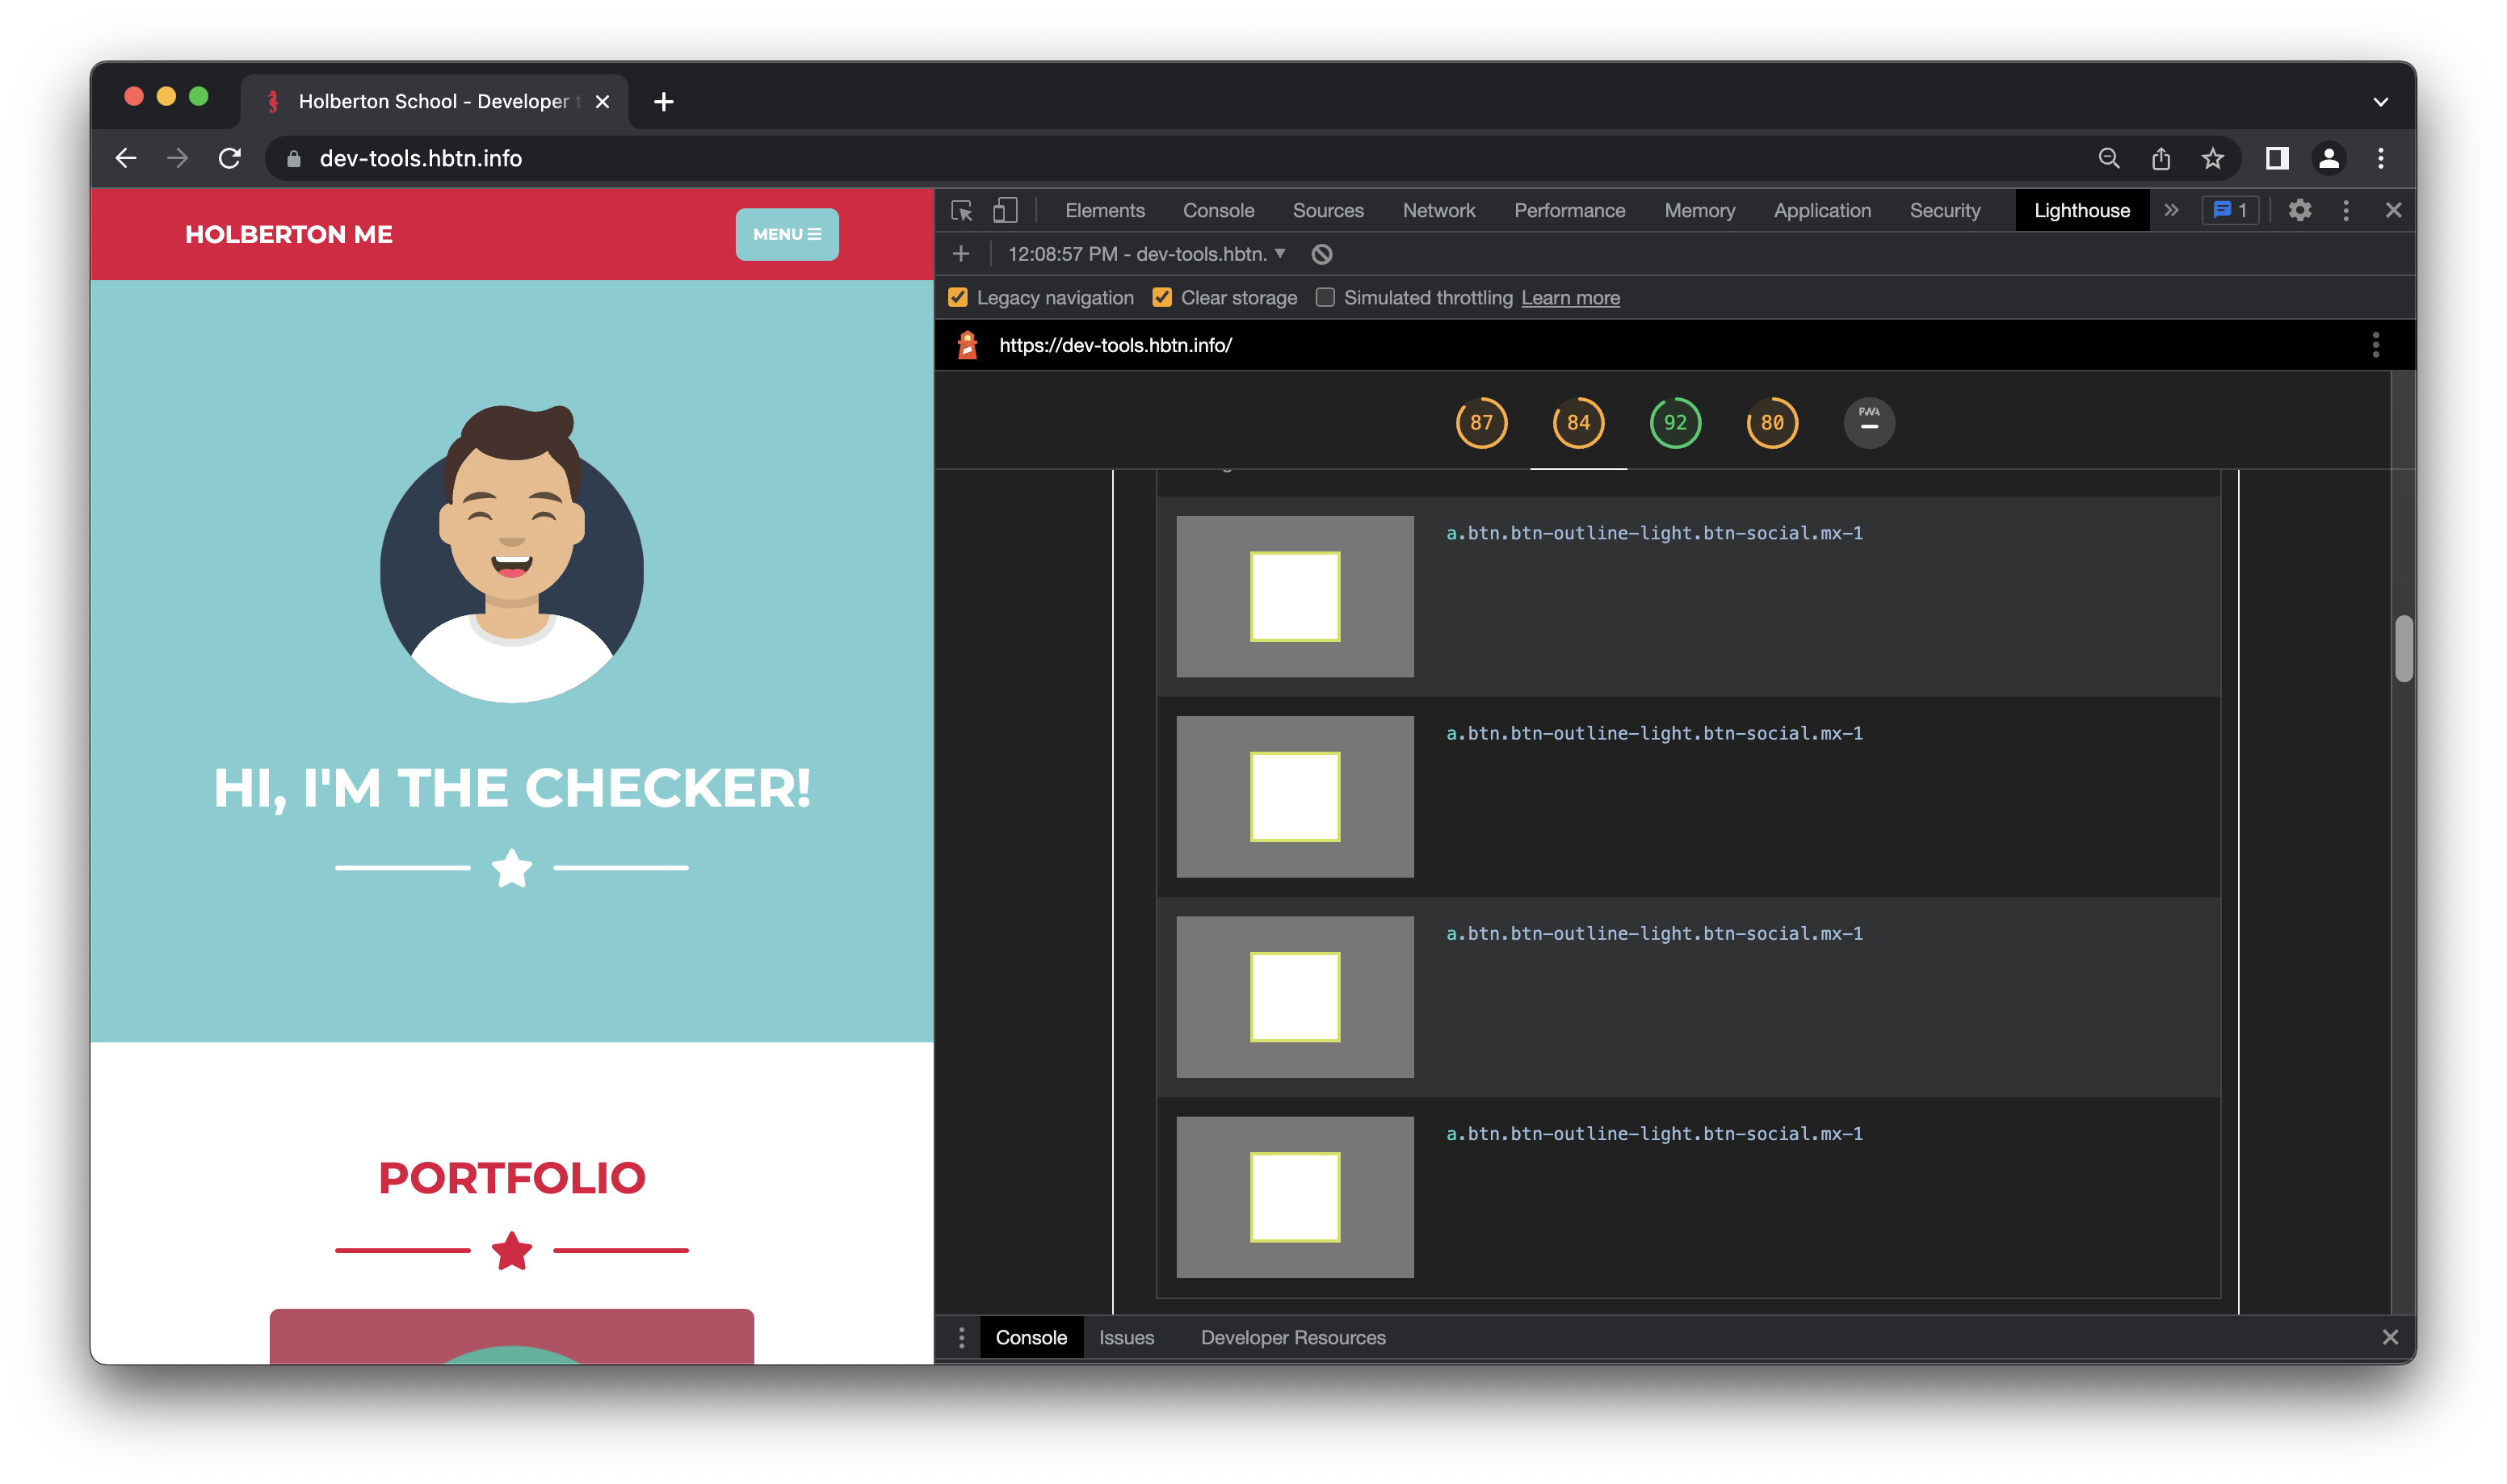 Holberton School - Developer t
dev-tools.hbtn.info
HOLBERTON ME
MENU
HI, I'M THE CHECKER!
PORTFOLIO
Elements Console Sources Network Performance Memory Application Security Lighthouse 1
12:08:57 PM - dev-tools.hbtn.
Legacy navigation Clear storage Simulated throttling Learn more
https://dev-tools.hbtn.info/
87 84 92 80 PWA
a.btn.btn-outline-light.btn-social.mx-1
a.btn.btn-outline-light.btn-social.mx-1
a.btn.btn-outline-light.btn-social.mx-1
a.btn.btn-outline-light.btn-social.mx-1
Console Issues Developer Resources